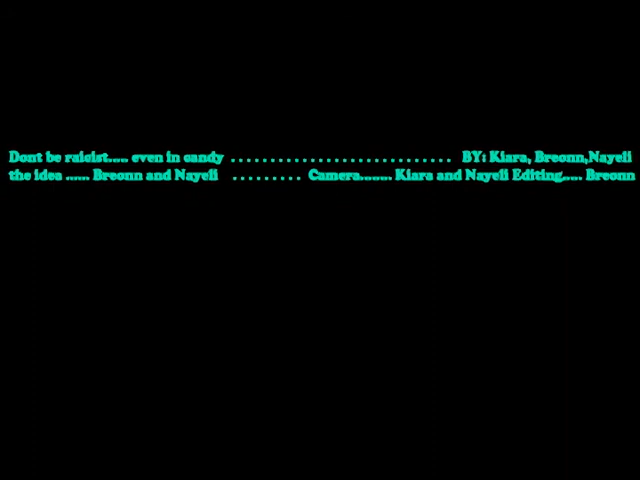 Dont be raicist..... even in candy ............................ BY: Kiara, Breonn,Nayeli
the idea ...... Breonn and Nayeli ......... Camera........ Kiara and Nayeli Editing..... Breonn